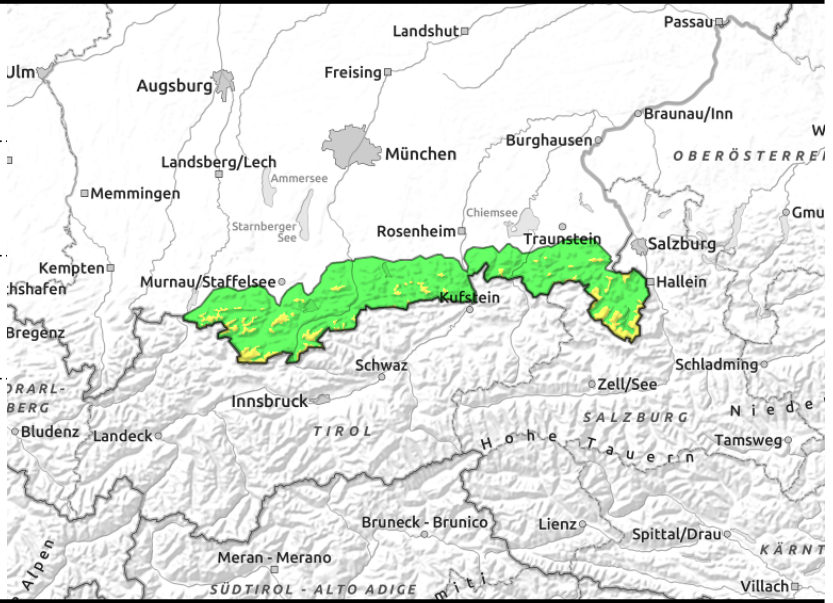 Passau
Landshut
Ulm
Freising
Augsburg
Braunau/Inn
Burghausen
München
OBERÖSTERREI
Landsberg/Lech
Ammersee
Memmingen
Chiemsee
Gmu
Starnberger
See
Rosenheim
Traunstein
Salzburg
Kempten
Murnau/Staffelsee
Hallein
chshafen
Kufstein
Bregenz
Schwaz
Schladming
ORARL-
BERG
Zell/See
Innsbruck
SALZBURG
Niede
Bludenz
Landeck
TIROL
Hohe Tauern
Tamsweg
Bruneck - Brunico
Lienz
Spittal/Drau
KÄRNT
Alpen
Meran - Merano
SÜDTIROL - ALTO ADIGE
miti
Villach